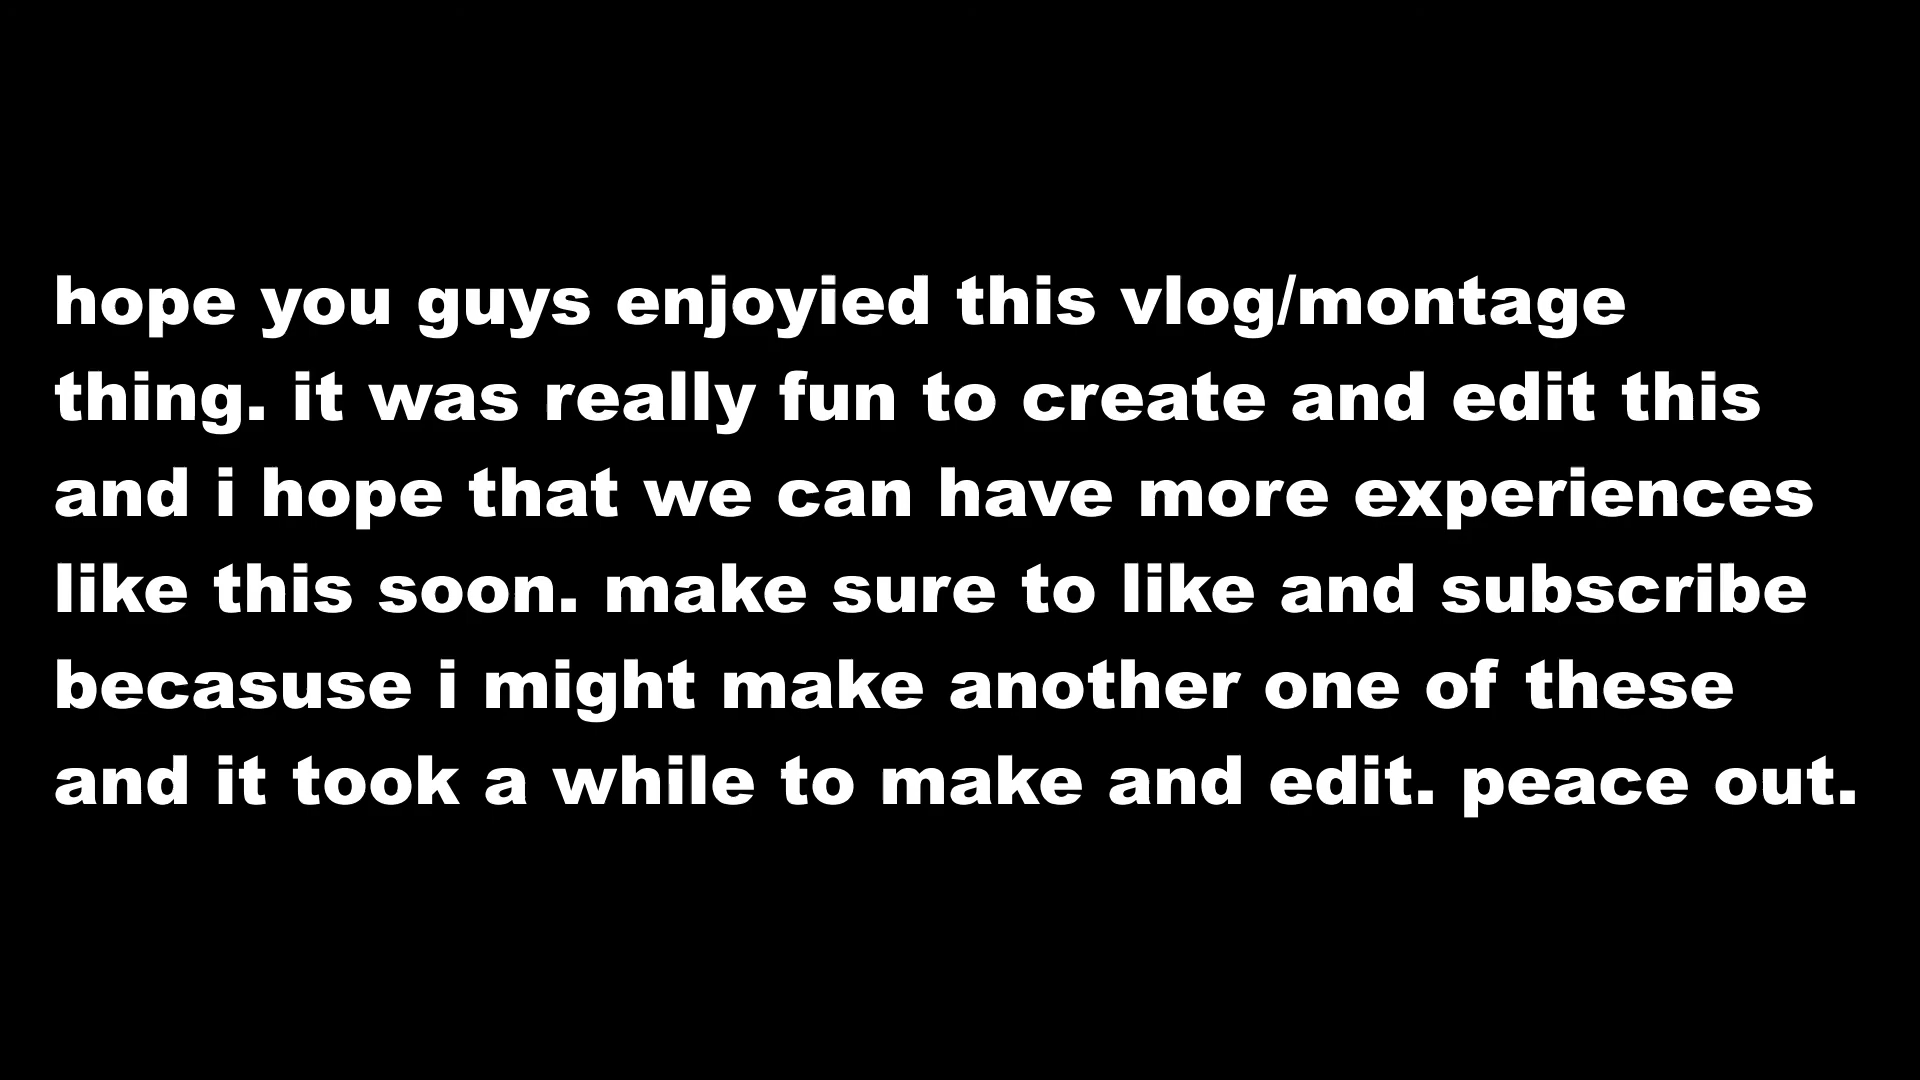 hope you guys enjoyied this vlog/montage
thing. it was really fun to create and edit this
and i hope that we can have more experiences
like this soon. make sure to like and subscribe
becasuse i might make another one of these
and it took a while to make and edit. peace out.